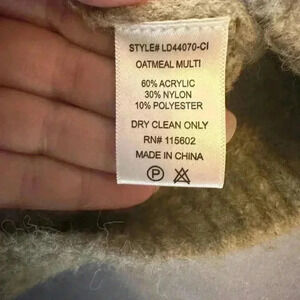 STYLE# LD44070-CI
OATMEAL MULTI
60% ACRYLIC
30% NYLON
10% POLYESTER
DRY CLEAN ONLY
RN# 115602
MADE IN CHINA
P